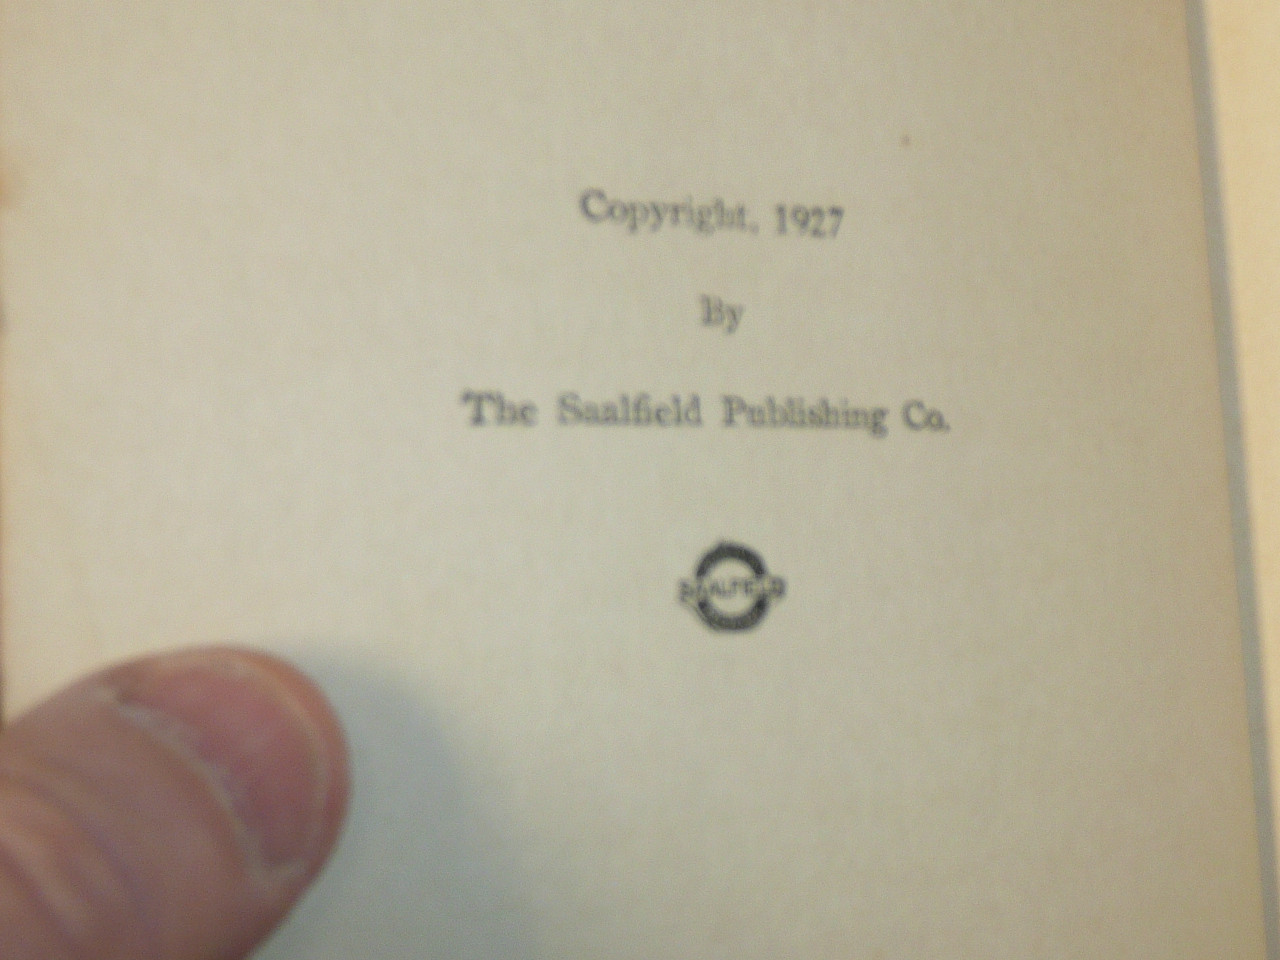 Copyright, 1927
By
The Saalfield Publishing Co.
SAALFIELD